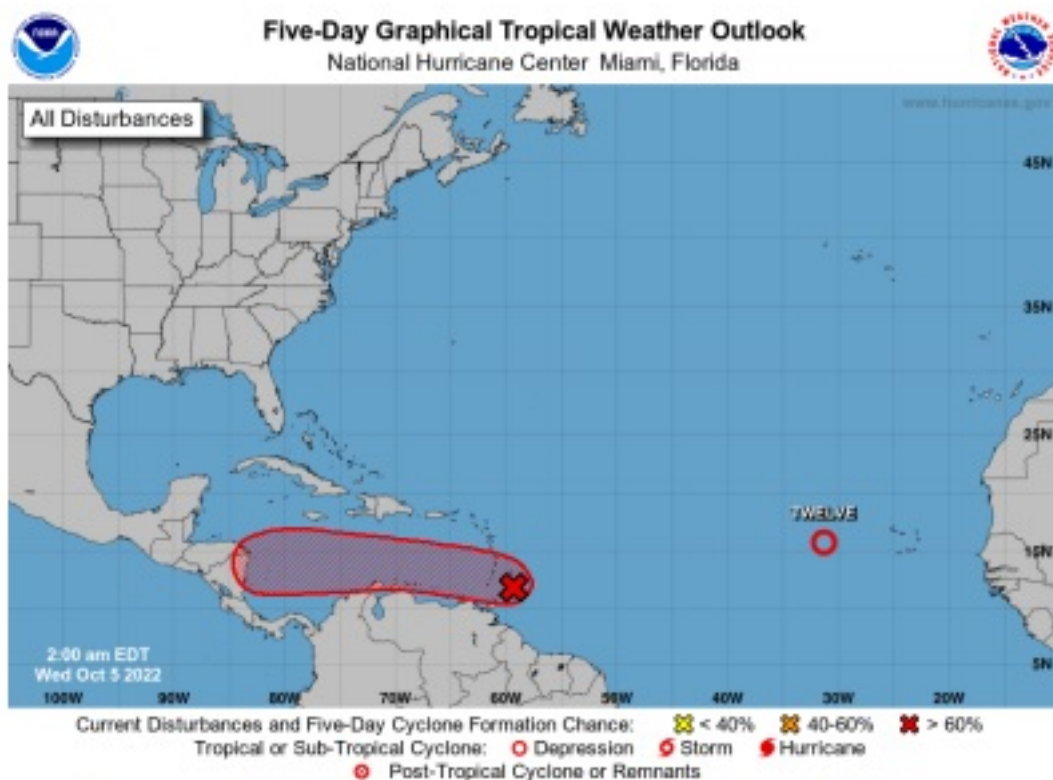 Five-Day Graphical Tropical Weather Outlook
National Hurricane Center Miami, Florida
All Disturbances
www.hurricanes.gov
45N
35N
25N
TWELVE
15N
2:00 am EDT
Wed Oct 5 2022
5N
100W 90W 80W 70W 60W 50W 40W 30W 20W
Current Disturbances and Five-Day Cyclone Formation Chance: < 40% 40-60% > 60%
Tropical or Sub-Tropical Cyclone: Depression Storm Hurricane
Post-Tropical Cyclone or Remnants